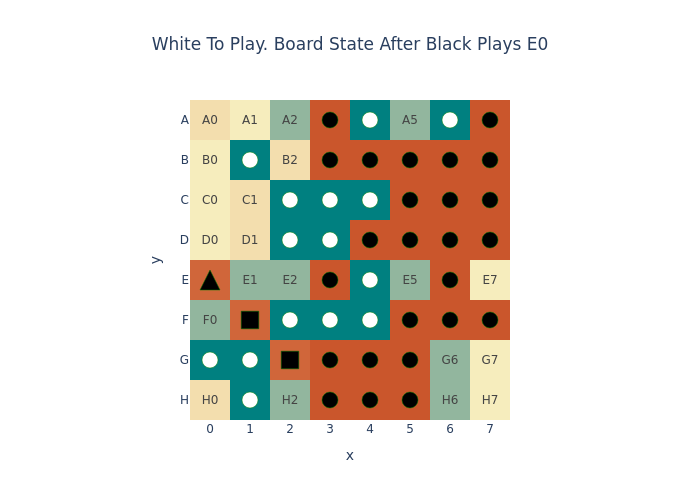 White To Play. Board State After Black Plays E0
A A0 A1 A2 A5
B B0 B2
C C0 C1
D D0 D1
y
E E1 E2 E5 E7
F F0
G G6 G7
H H0 H2 H6 H7
0 1 2 3 4 5 6 7
x